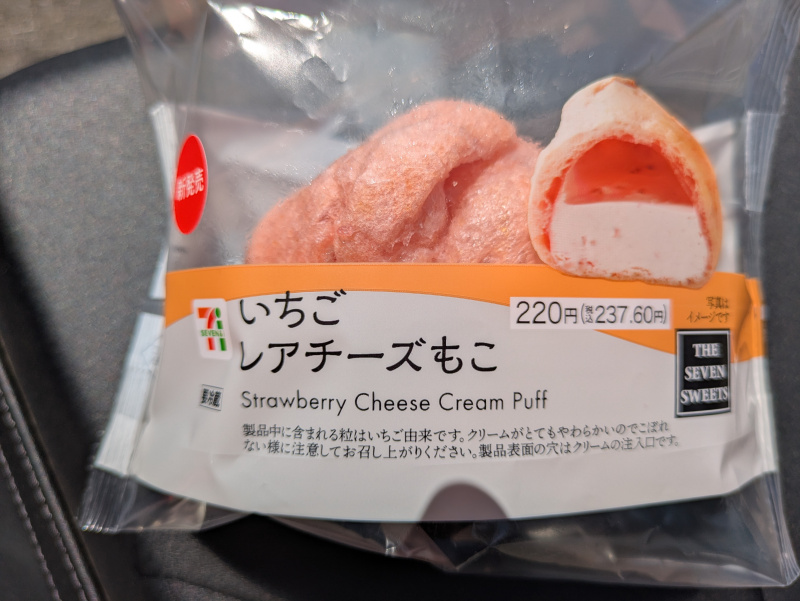 新発売
いちご
レアチーズもこ
Strawberry Cheese Cream Puff
220円(税込237.60円)
写真は
イメージです
7
SEVEN
要冷蔵
THE
SEVEN
SWEETS
製品中に含まれる粒はいちご由来です。クリームがとてもやわらかいのでこぼれ
ない様に注意してお召し上がりください。製品表面の穴はクリームの注入口です。